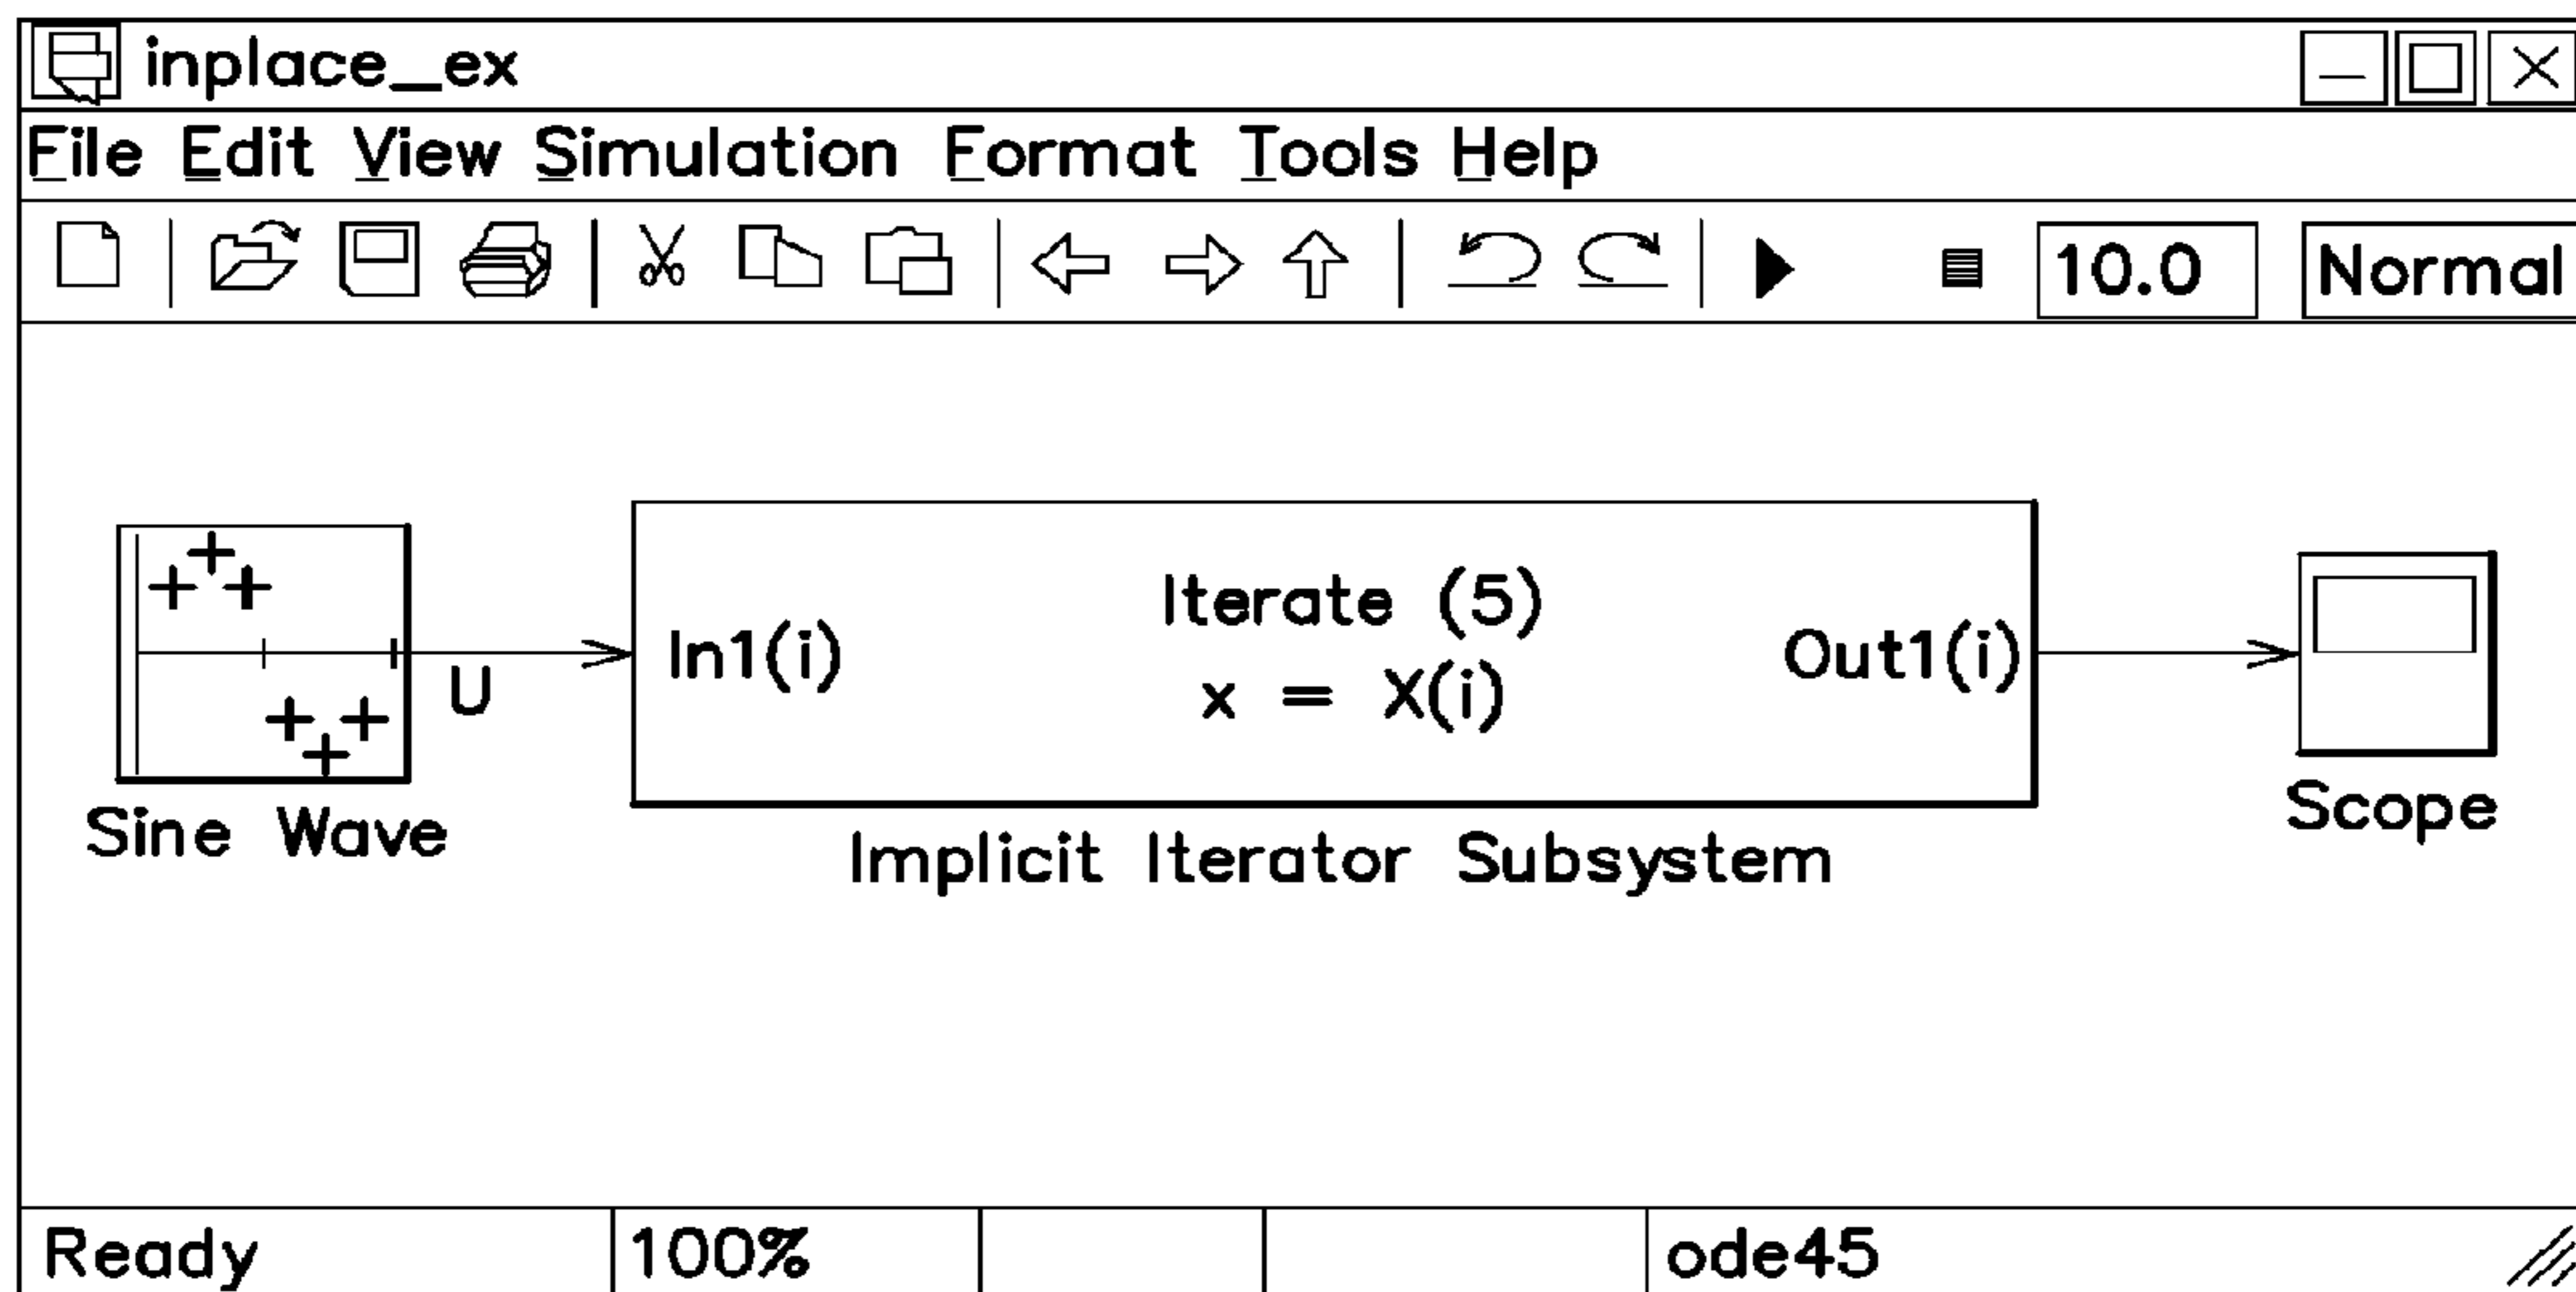 inplace_ex
File Edit View Simulation Format Tools Help
10.0 Normal
In1(i)
Iterate (5)
x = X(i)
Out1(i)
U
Sine Wave
Implicit Iterator Subsystem
Scope
Ready 100% ode45